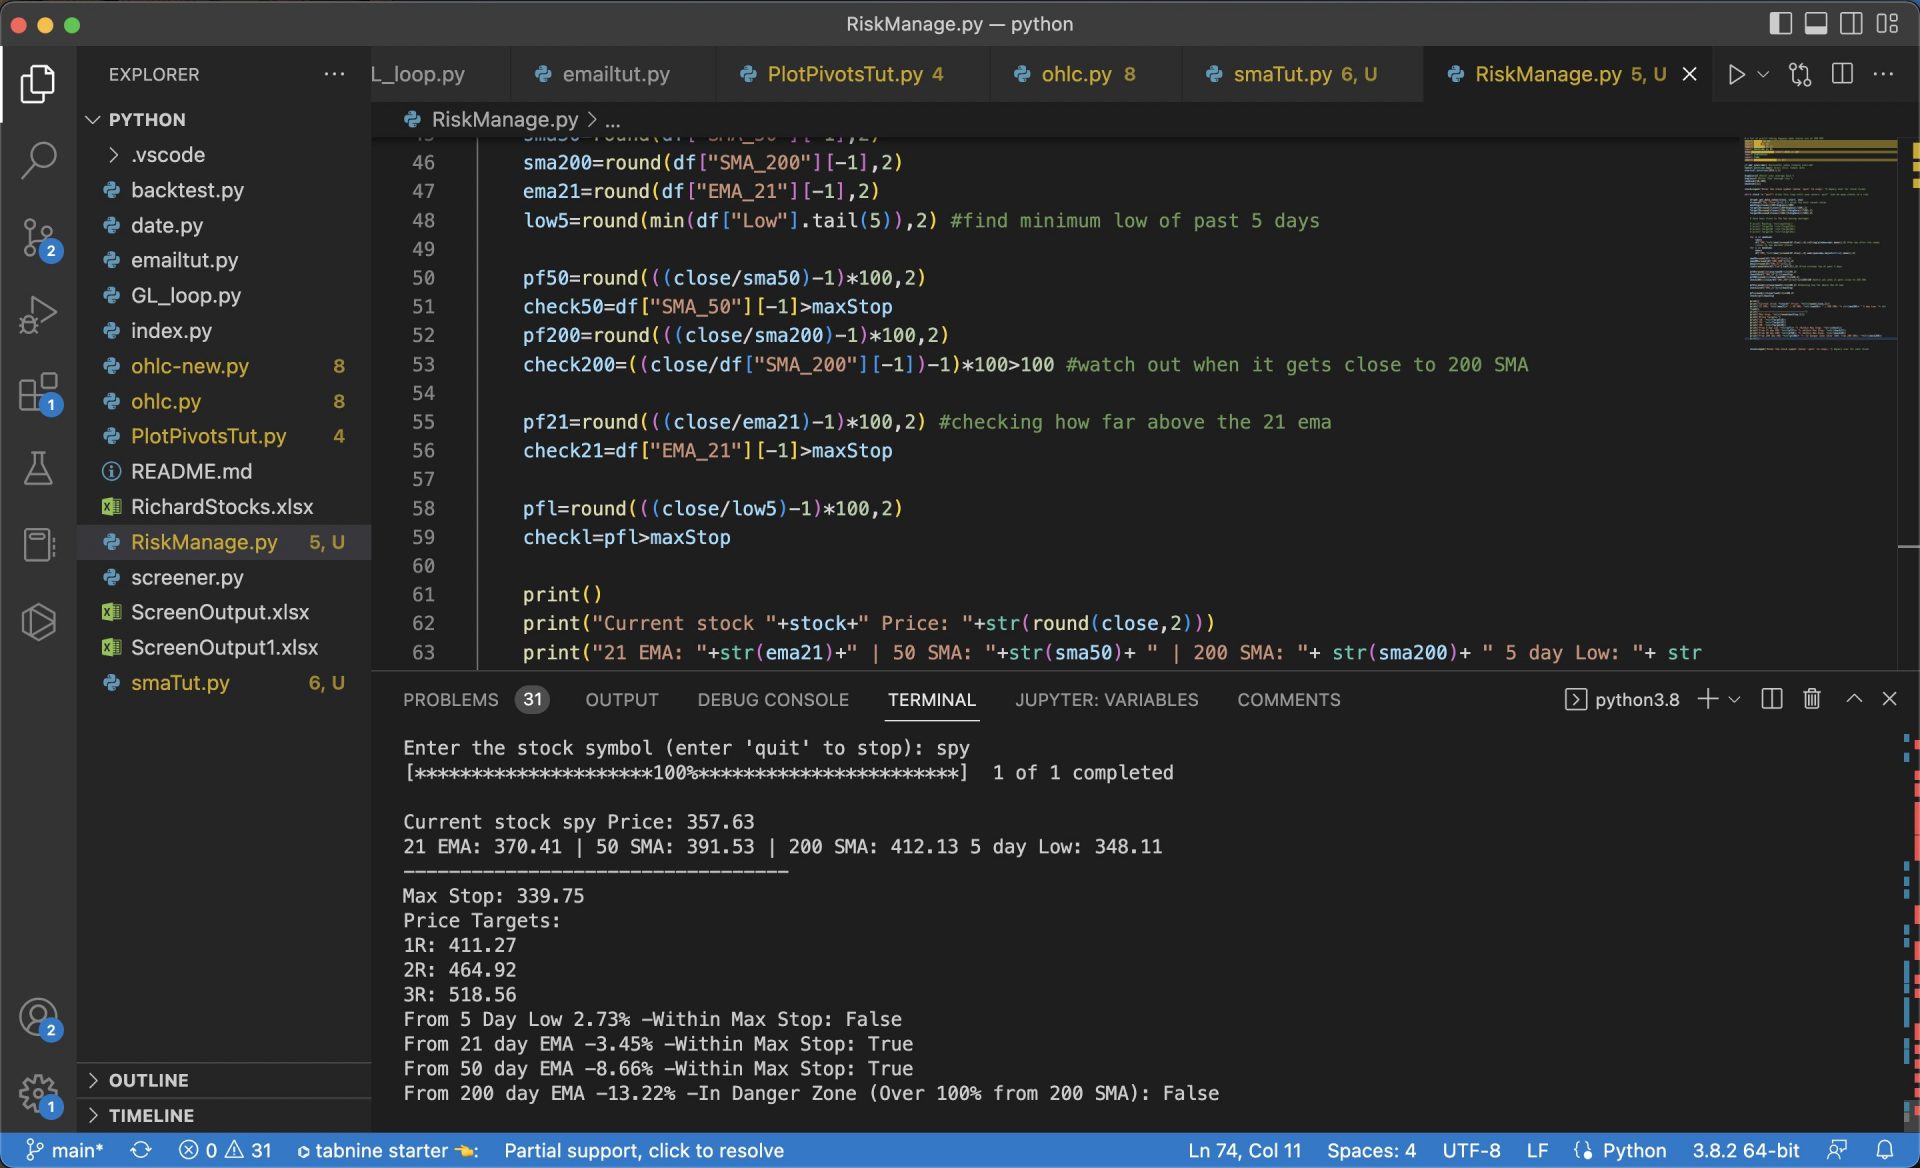 RiskManage.py — python
EXPLORER
L_loop.py
emailtut.py
PlotPivotsTut.py 4
ohlc.py 8
smaTut.py 6, U
RiskManage.py 5, U
PYTHON
.vscode
backtest.py
date.py
emailtut.py
GL_loop.py
index.py
ohlc-new.py 8
ohlc.py 8
PlotPivotsTut.py 4
README.md
RichardStocks.xlsx
RiskManage.py 5, U
screener.py
ScreenOutput.xlsx
ScreenOutput1.xlsx
smaTut.py 6, U
OUTLINE
TIMELINE
2
1
2
1
RiskManage.py > ...
46 sma200=round(df["SMA_200"][-1],2)
47 ema21=round(df["EMA_21"][-1],2)
48 low5=round(min(df["Low"].tail(5)),2) #find minimum low of past 5 days
49
50 pf50=round(((close/sma50)-1)*100,2)
51 check50=df["SMA_50"][-1]>maxStop
52 pf200=round(((close/sma200)-1)*100,2)
53 check200=((close/df["SMA_200"][-1])-1)*100>100 #watch out when it gets close to 200 SMA
54
55 pf21=round(((close/ema21)-1)*100,2) #checking how far above the 21 ema
56 check21=df["EMA_21"][-1]>maxStop
57
58 pfl=round(((close/low5)-1)*100,2)
59 checkl=pfl>maxStop
60
61 print()
62 print("Current stock "+stock+" Price: "+str(round(close,2)))
63 print("21 EMA: "+str(ema21)+" | 50 SMA: "+str(sma50)+ " | 200 SMA: "+ str(sma200)+ " 5 day Low: "+ str
PROBLEMS 31 OUTPUT DEBUG CONSOLE TERMINAL JUPYTER: VARIABLES COMMENTS python3.8
Enter the stock symbol (enter 'quit' to stop): spy
[*********************100%***********************] 1 of 1 completed
Current stock spy Price: 357.63
21 EMA: 370.41 | 50 SMA: 391.53 | 200 SMA: 412.13 5 day Low: 348.11
----------------------------------
Max Stop: 339.75
Price Targets:
1R: 411.27
2R: 464.92
3R: 518.56
From 5 Day Low 2.73% -Within Max Stop: False
From 21 day EMA -3.45% -Within Max Stop: True
From 50 day EMA -8.66% -Within Max Stop: True
From 200 day EMA -13.22% -In Danger Zone (Over 100% from 200 SMA): False
main* 0 31 tabnine starter : Partial support, click to resolve Ln 74, Col 11 Spaces: 4 UTF-8 LF Python 3.8.2 64-bit